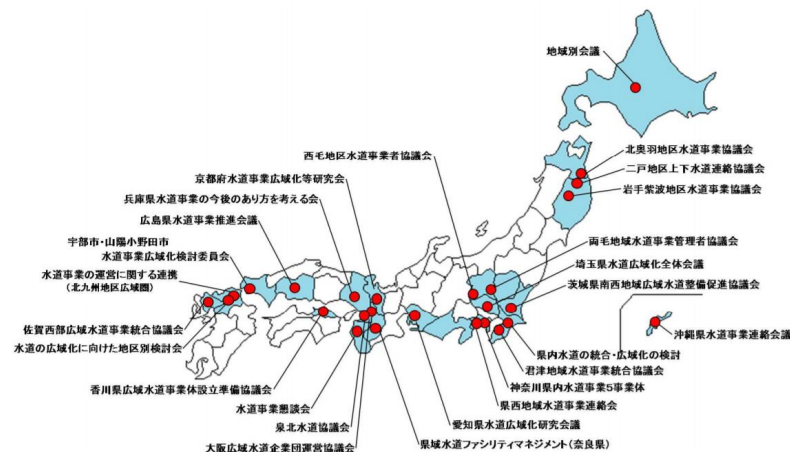 地域別会議
北奥羽地区水道事業協議会
二戸地区上下水道連絡協議会
岩手紫波地区水道事業協議会
西毛地区水道事業者協議会
京都府水道事業広域化等研究会
兵庫県水道事業の今後のあり方を考える会
広島県水道事業推進会議
宇部市・山陽小野田市
水道事業広域化検討委員会
水道事業の運営に関する連携
(北九州地区広域圏)
両毛地域水道事業管理者協議会
埼玉県水道広域化全体会議
茨城県南西地域広域水道整備促進協議会
沖縄県水道事業連絡会議
佐賀西部広域水道事業統合協議会
水道の広域化に向けた地区別検討会
県内水道の統合・広域化の検討
君津地域水道事業統合協議会
神奈川県内水道事業5事業体
県西地域水道事業連絡会
香川県広域水道事業体設立準備協議会
水道事業懇談会
泉北水道協議会
大阪広域水道企業団運営協議会
愛知県水道広域化研究会議
県域水道ファシリティマネジメント(奈良県)